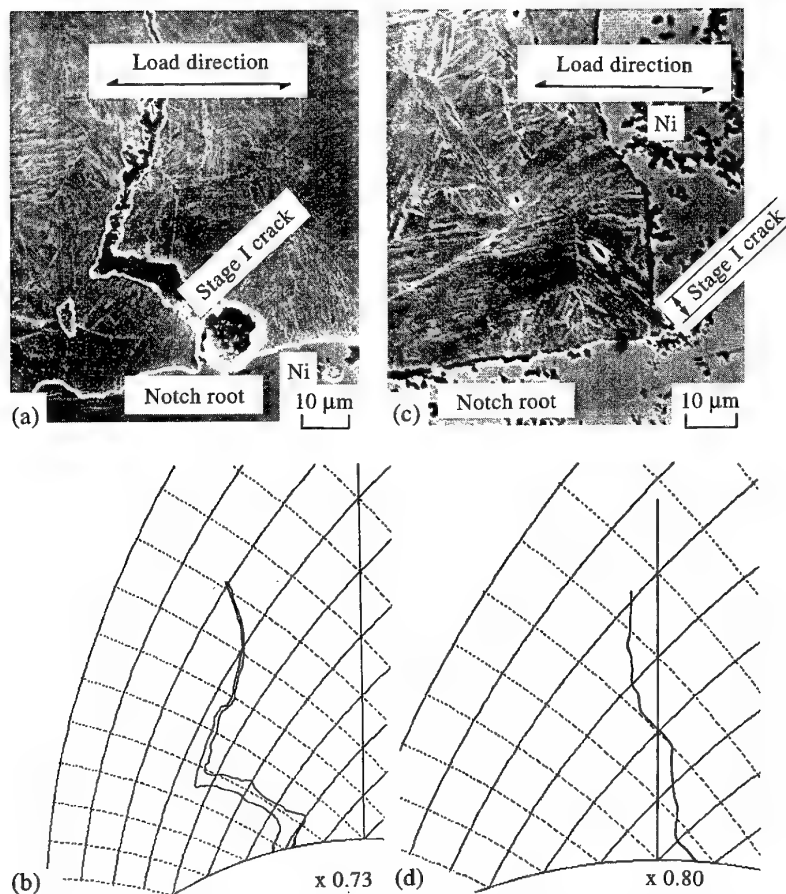 Load direction
Stage I crack
Ni
Notch root
10 μm
(a)
Load direction
Ni
Stage I crack
Notch root
10 μm
(c)
(b)
x 0.73
(d)
x 0.80